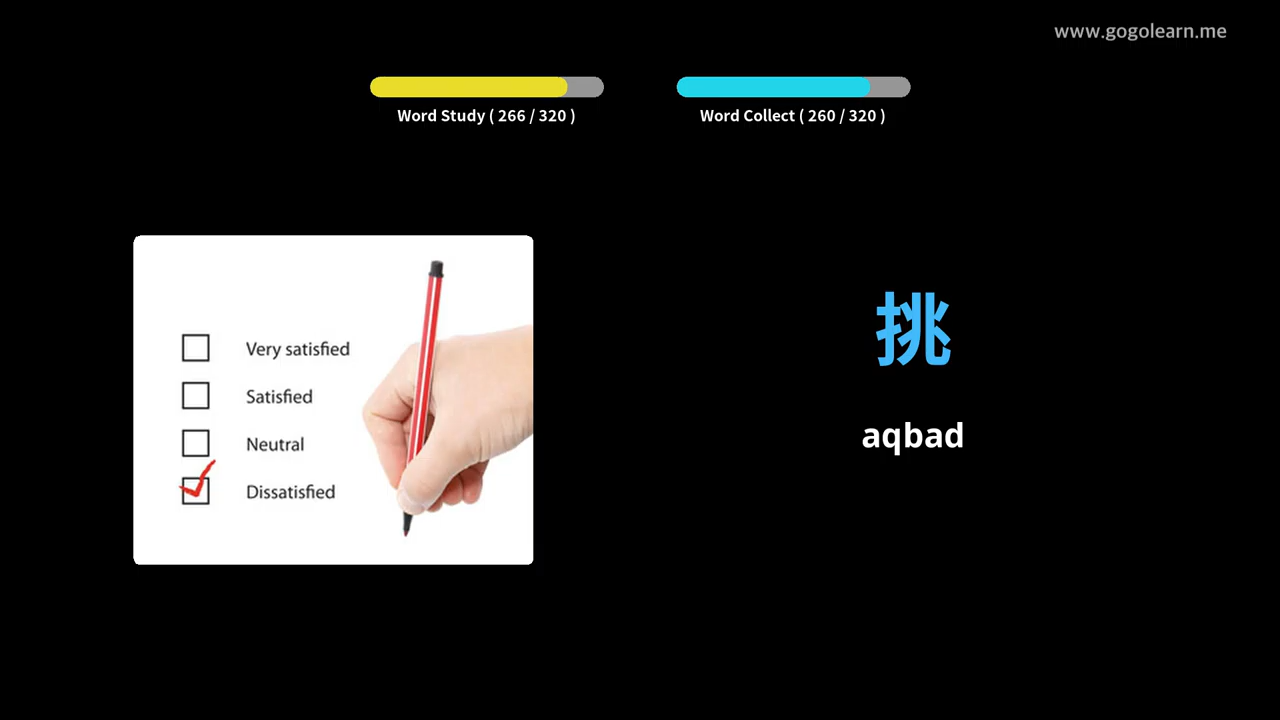 www.gogolearn.me
Word Study ( 266 / 320 )
Word Collect ( 260 / 320 )
Very satisfied
Satisfied
Neutral
Dissatisfied
挑
aqbad